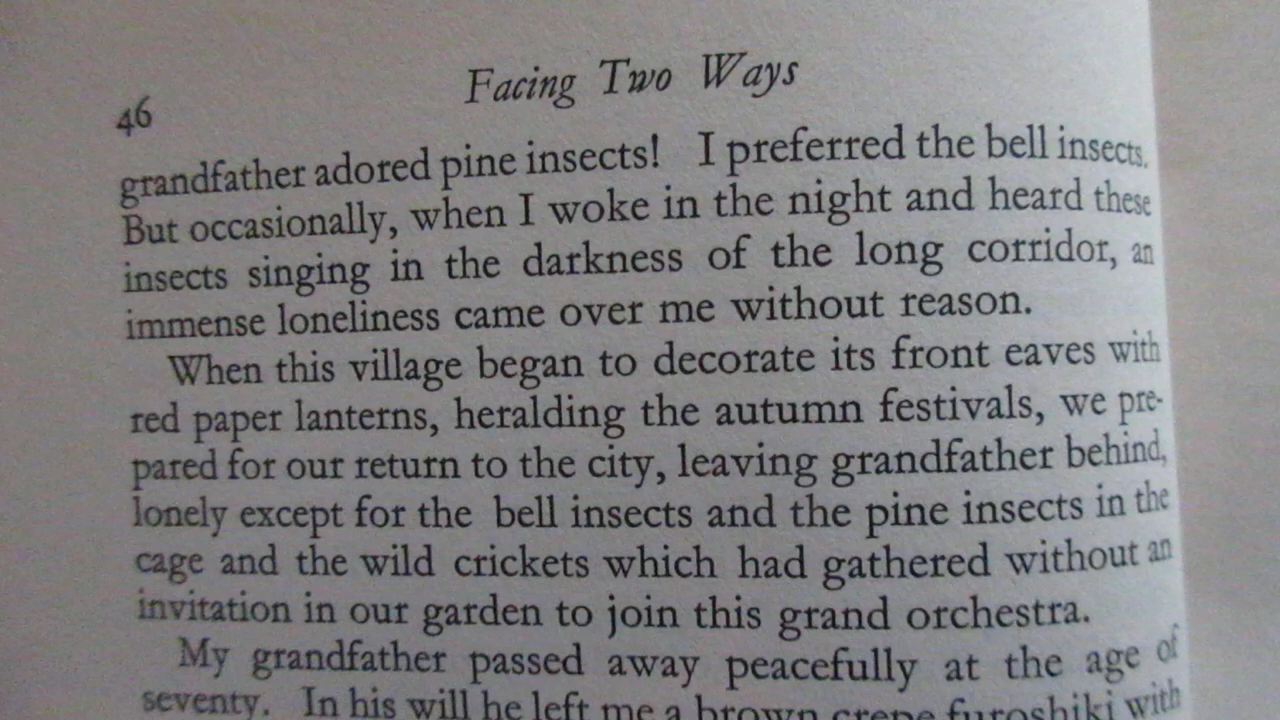 Facing Two Ways
46
grandfather adored pine insects! I preferred the bell insects.
But occasionally, when I woke in the night and heard these
insects singing in the darkness of the long corridor, an
immense loneliness came over me without reason.
When this village began to decorate its front eaves with
red paper lanterns, heralding the autumn festivals, we pre-
pared for our return to the city, leaving grandfather behind,
lonely except for the bell insects and the pine insects in the
cage and the wild crickets which had gathered without an
invitation in our garden to join this grand orchestra.
My grandfather passed away peacefully at the age of
seventy. In his will he left me a brown crepe furoshiki with